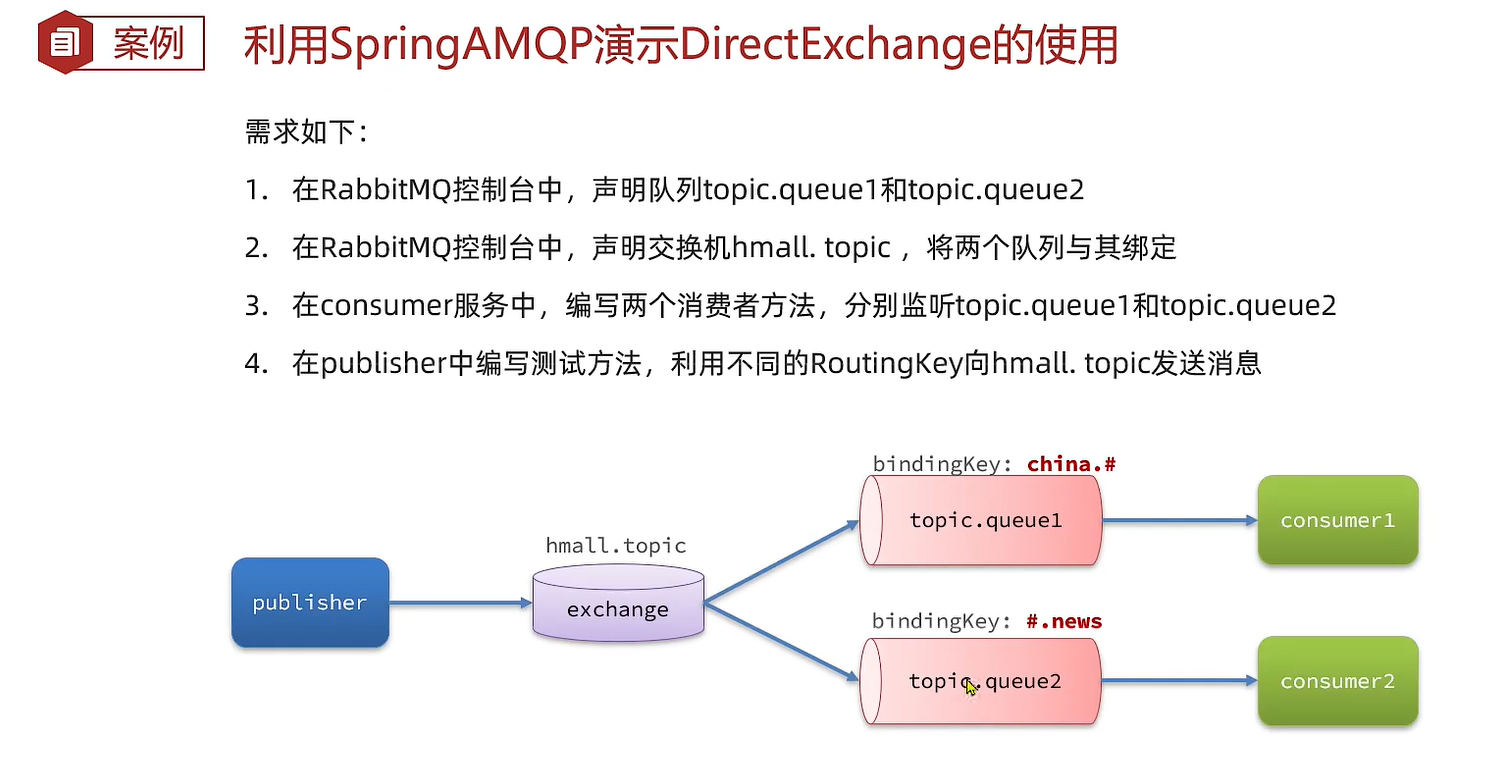 案例
利用SpringAMQP演示DirectExchange的使用
需求如下：
1. 在RabbitMQ控制台中，声明队列topic.queue1和topic.queue2
2. 在RabbitMQ控制台中，声明交换机hmall. topic ，将两个队列与其绑定
3. 在consumer服务中，编写两个消费者方法，分别监听topic.queue1和topic.queue2
4. 在publisher中编写测试方法，利用不同的RoutingKey向hmall. topic发送消息
bindingKey: china.#
topic.queue1
consumer1
hmall.topic
publisher
exchange
bindingKey: #.news
topic.queue2
consumer2